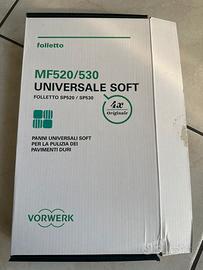 folletto
MF520/530
UNIVERSALE SOFT
FOLLETTO SP520 / SP530
4x
Originale
PANNI UNIVERSALI SOFT
PER LA PULIZIA DEI
PAVIMENTI DURI
VORWERK